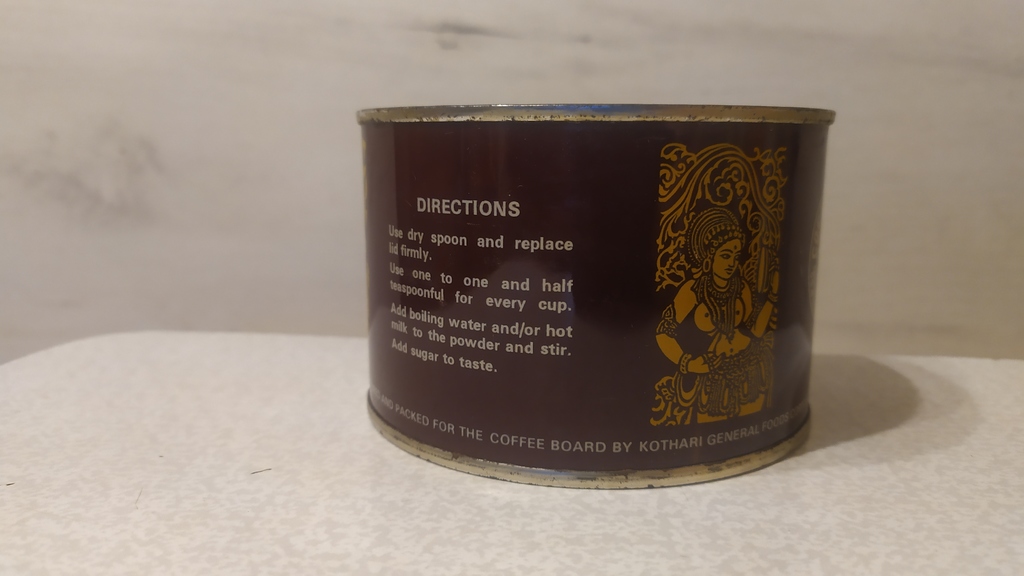 DIRECTIONS
Use dry spoon and replace
lid firmly.
Use one to one and half
teaspoonful for every cup.
Add boiling water and/or hot
milk to the powder and stir.
Add sugar to taste.
AND PACKED FOR THE COFFEE BOARD BY KOTHARI GENERAL FOODS